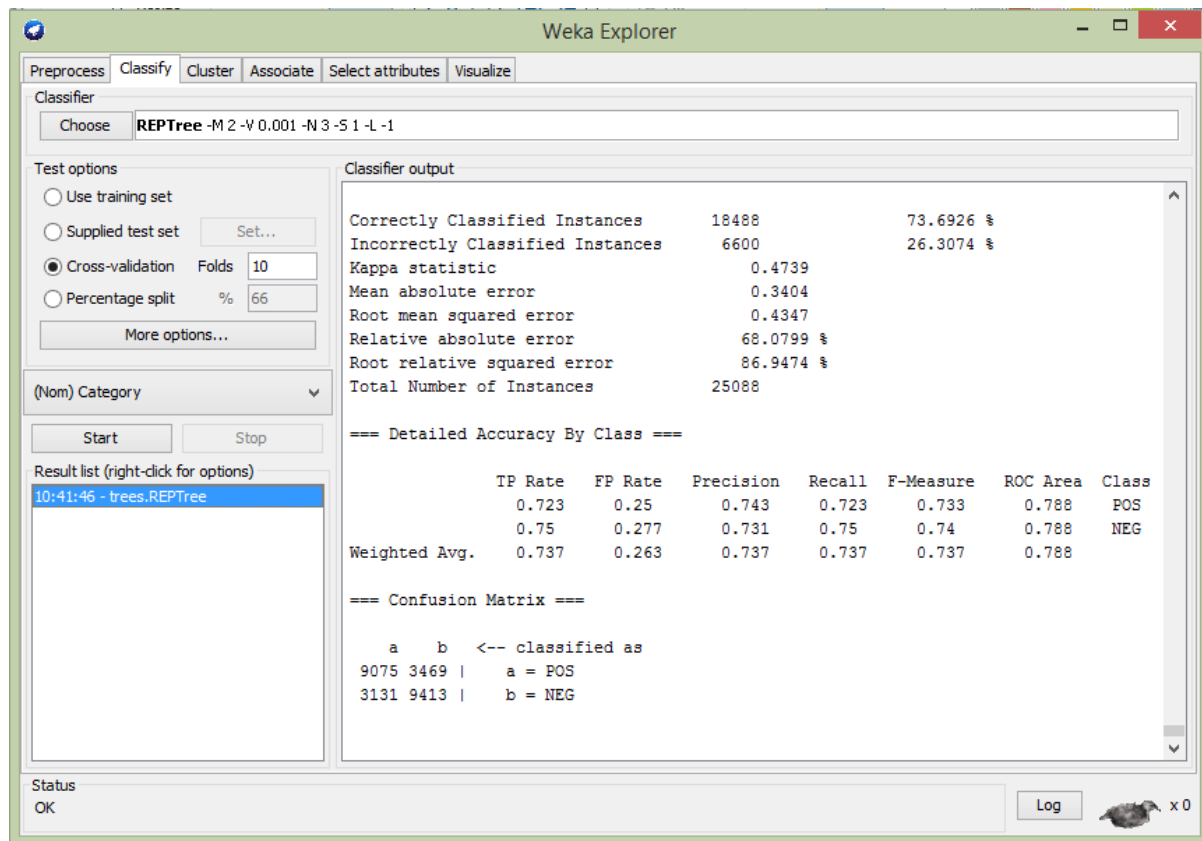 Weka Explorer
Preprocess Classify Cluster Associate Select attributes Visualize
Classifier
Choose REPTree -M 2 -V 0.001 -N 3 -S 1 -L -1
Test options
Use training set
Supplied test set Set...
Cross-validation Folds 10
Percentage split % 66
More options...
(Nom) Category
Start Stop
Result list (right-click for options)
10:41:46 - trees.REPTree
Classifier output
Correctly Classified Instances 18488 73.6926 %
Incorrectly Classified Instances 6600 26.3074 %
Kappa statistic 0.4739
Mean absolute error 0.3404
Root mean squared error 0.4347
Relative absolute error 68.0799 %
Root relative squared error 86.9474 %
Total Number of Instances 25088
=== Detailed Accuracy By Class ===
TP Rate FP Rate Precision Recall F-Measure ROC Area Class
0.723 0.25 0.743 0.723 0.733 0.788 POS
0.75 0.277 0.731 0.75 0.74 0.788 NEG
Weighted Avg. 0.737 0.263 0.737 0.737 0.737 0.788
=== Confusion Matrix ===
a b <-- classified as
9075 3469 | a = POS
3131 9413 | b = NEG
Status
OK
Log x 0